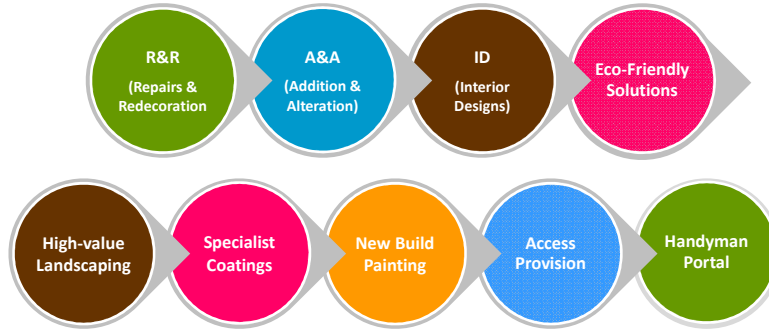 R&R
(Repairs &
Redecoration
A&A
(Addition &
Alteration)
ID
(Interior
Designs)
Eco-Friendly
Solutions
High-value
Landscaping
Specialist
Coatings
New Build
Painting
Access
Provision
Handyman
Portal